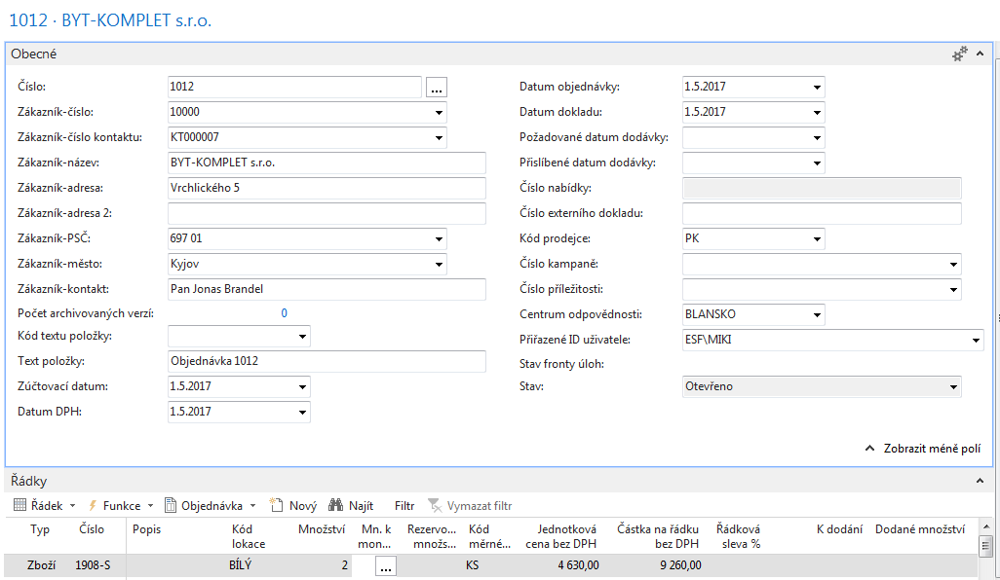 1012 · BYT-KOMPLET s.r.o.
Obecné
Číslo: 1012 ...
Zákazník-číslo: 10000
Zákazník-číslo kontaktu: KT000007
Zákazník-název: BYT-KOMPLET s.r.o.
Zákazník-adresa: Vrchlického 5
Zákazník-adresa 2:
Zákazník-PSČ: 697 01
Zákazník-město: Kyjov
Zákazník-kontakt: Pan Jonas Brandel
Počet archivovaných verzí: 0
Kód textu položky:
Text položky: Objednávka 1012
Zúčtovací datum: 1.5.2017
Datum DPH: 1.5.2017
Datum objednávky: 1.5.2017
Datum dokladu: 1.5.2017
Požadované datum dodávky:
Přislíbené datum dodávky:
Číslo nabídky:
Číslo externího dokladu:
Kód prodejce: PK
Číslo kampaně:
Číslo příležitosti:
Centrum odpovědnosti: BLANSKO
Přiřazené ID uživatele: ESF\MIKI
Stav fronty úloh:
Stav: Otevřeno
Zobrazit méně polí
Řádky
Řádek Funkce Objednávka Nový Najít Filtr Vymazat filtr
Typ Číslo Popis Kód Množství Mn. k Rezervo... Kód Jednotková Částka na řádku Řádková K dodání Dodané množství
lokace mon... množs... měrné... cena bez DPH bez DPH sleva %
Zboží 1908-S BÍLÝ 2 ... KS 4 630,00 9 260,00